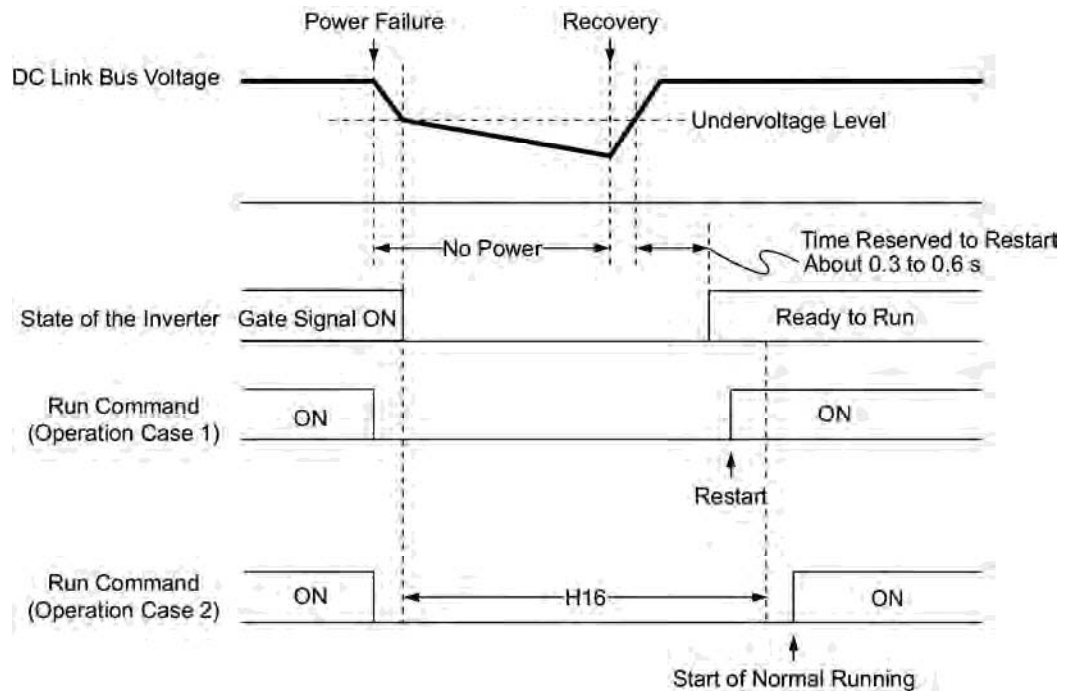 Power Failure
Recovery
DC Link Bus Voltage
Undervoltage Level
No Power
Time Reserved to Restart
About 0.3 to 0.6 s
State of the Inverter
Gate Signal ON
Ready to Run
Run Command
(Operation Case 1)
ON
ON
Restart
Run Command
(Operation Case 2)
ON
H16
ON
Start of Normal Running